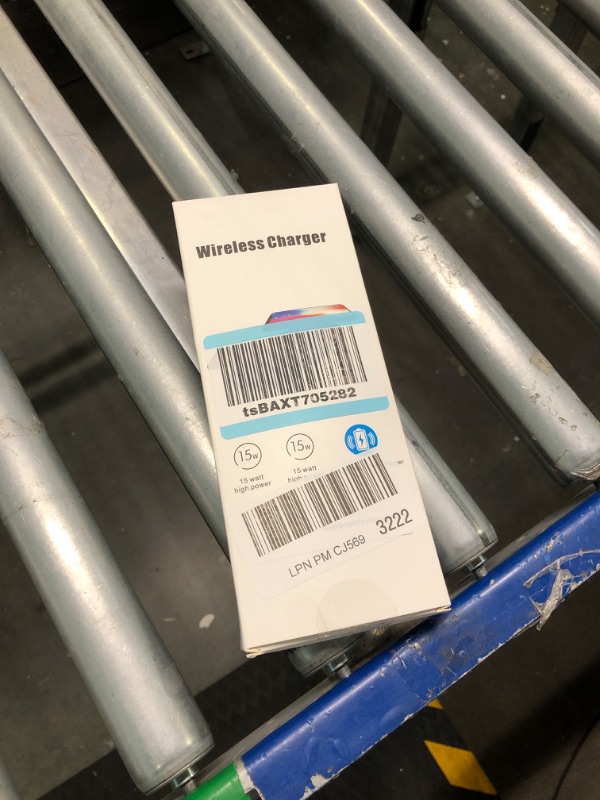 Wireless Charger
tsBAXT705282
15w 15w
15 watt 15 watt
high power
LPN PM CJ569 3222